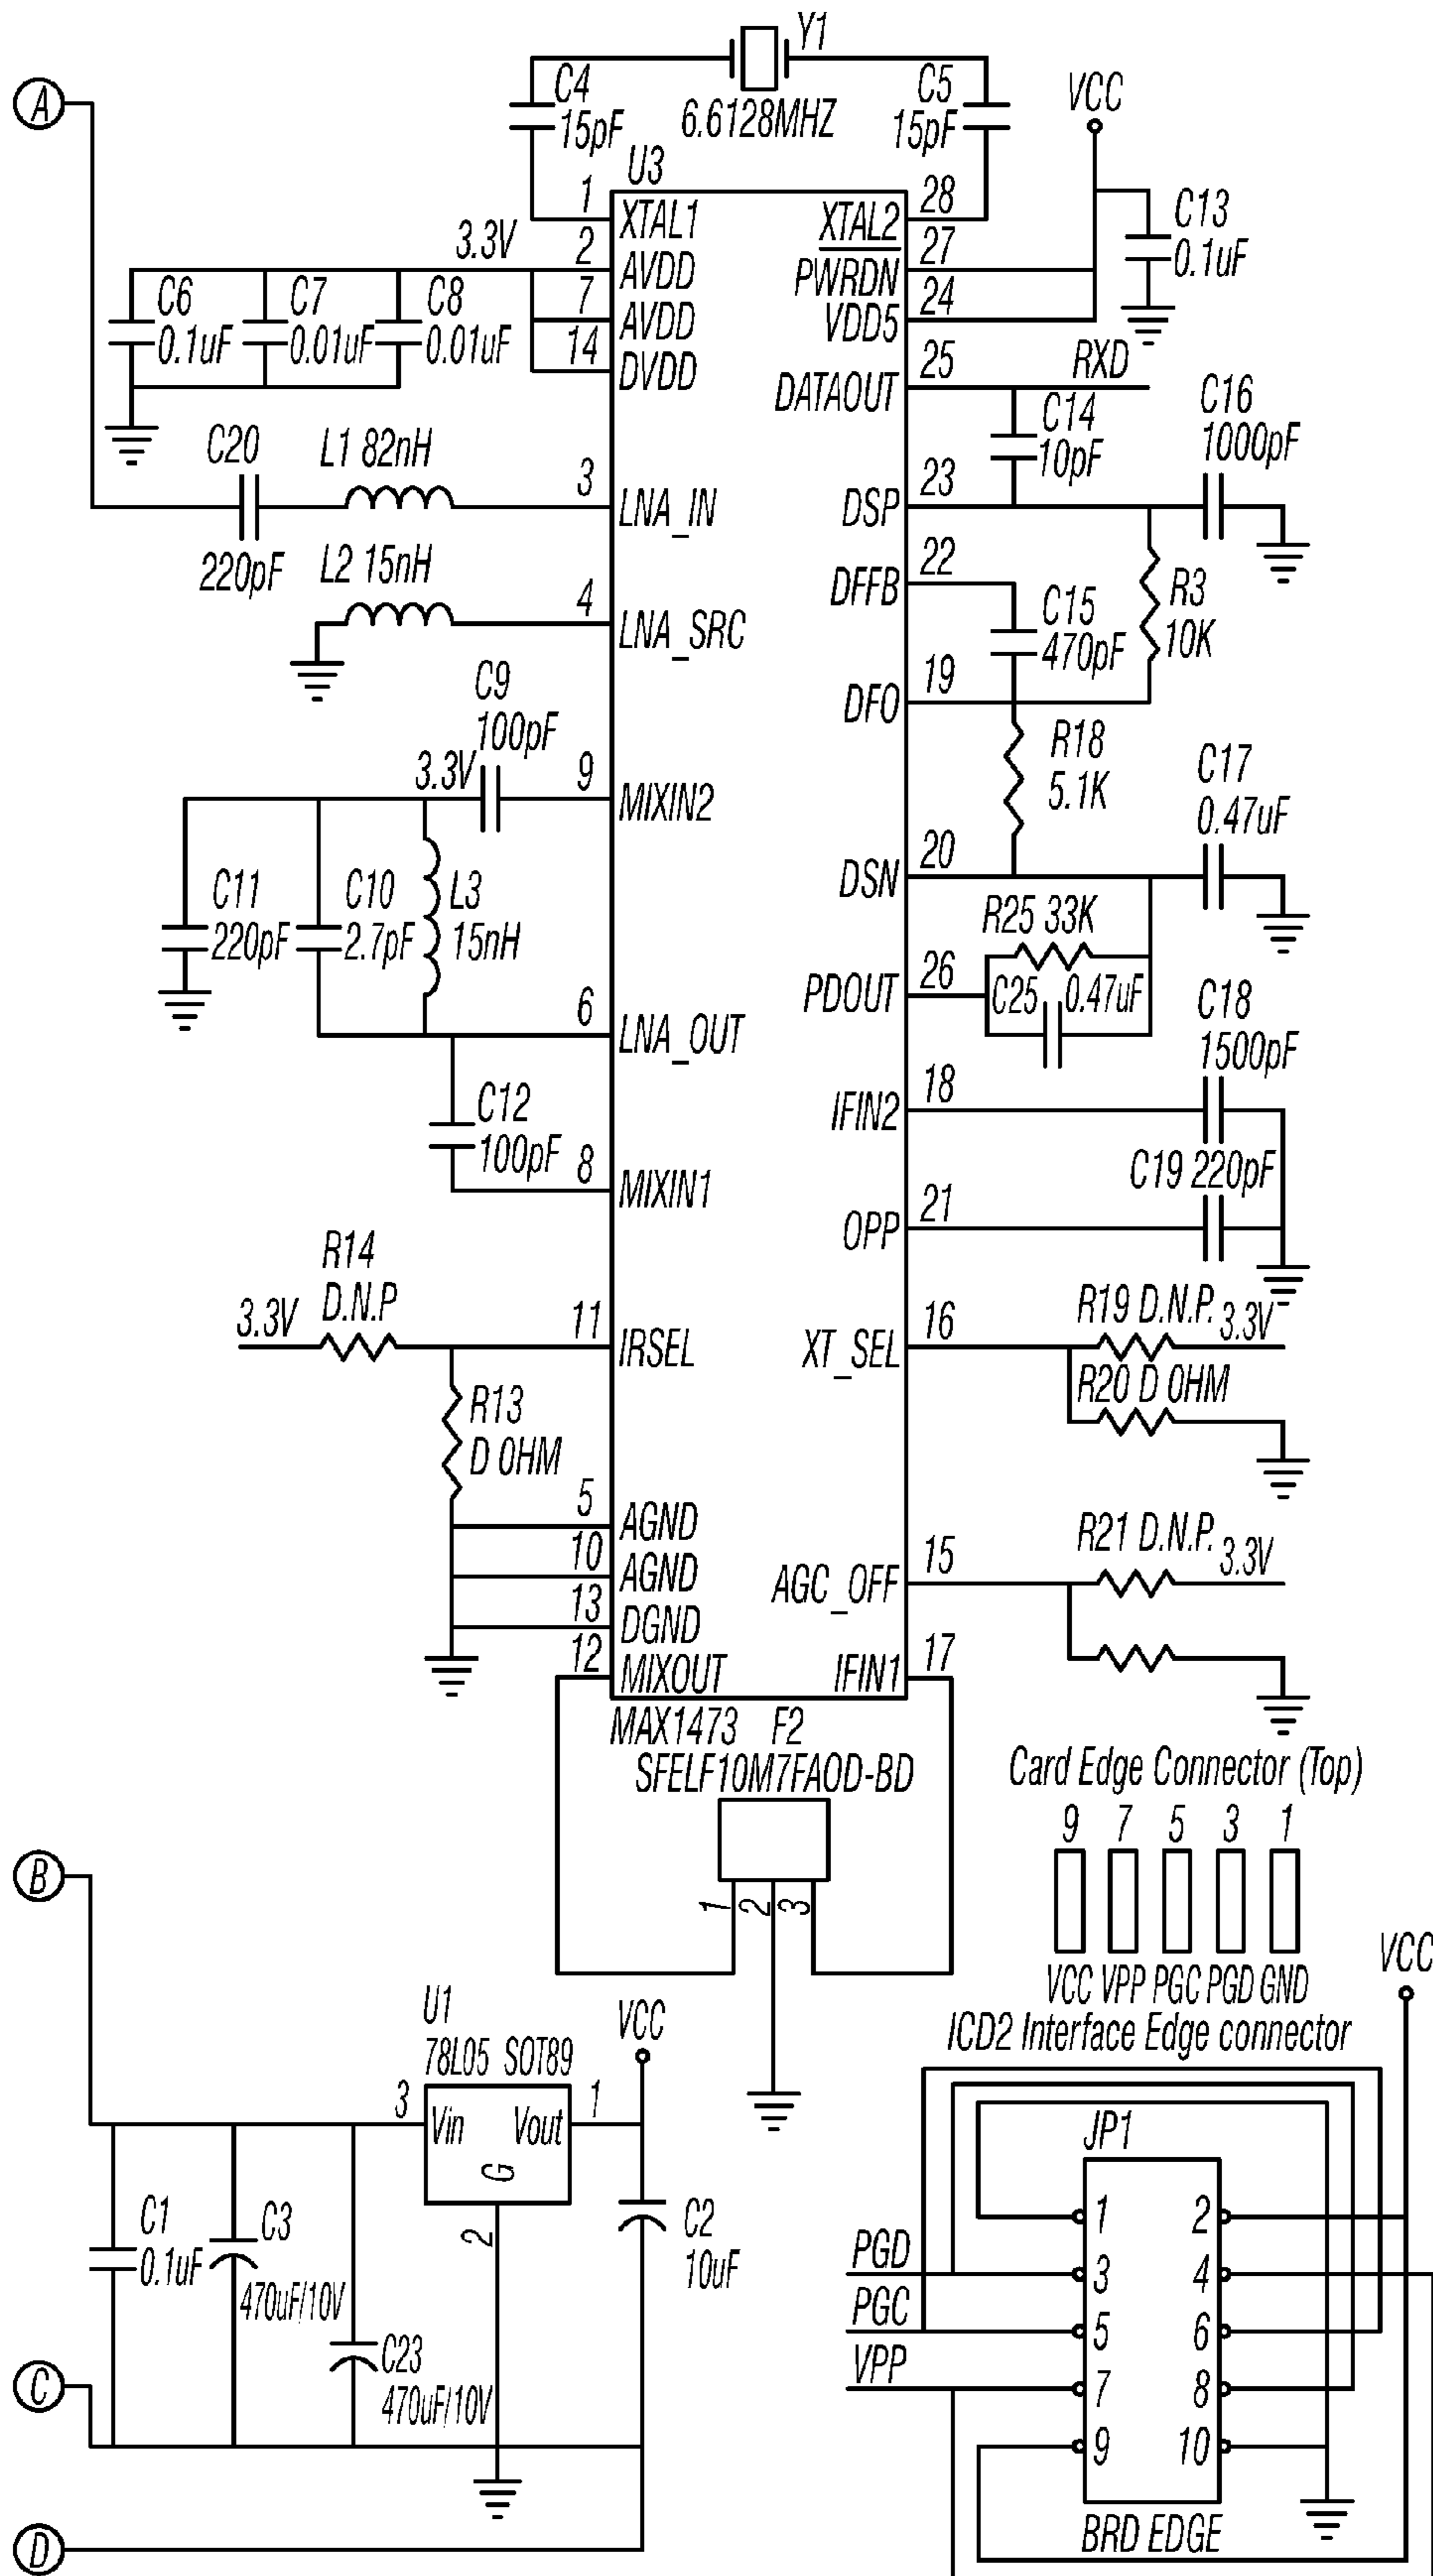 Y1
A
C4
15pF
6.6128MHZ
C5
15pF
VCC
U3
1
XTAL1
28
XTAL2
C13
0.1uF
3.3V
2
AVDD
27
PWRDN
7
AVDD
24
VDD5
14
DVDD
C6
0.1uF
C7
0.01uF
C8
0.01uF
25
DATAOUT
RXD
C14
10pF
C16
1000pF
C20
220pF
L1 82nH
3
LNA_IN
23
DSP
L2 15nH
4
LNA_SRC
22
DFFB
C15
470pF
R3
10K
19
DFO
C9
100pF
3.3V
9
MIXIN2
R18
5.1K
C17
0.47uF
20
DSN
C11
220pF
C10
2.7pF
L3
15nH
R25 33K
26
PDOUT
C25
0.47uF
6
LNA_OUT
C18
1500pF
18
IFIN2
C12
100pF
8
MIXIN1
C19 220pF
21
OPP
R14
D.N.P
3.3V
11
IRSEL
16
XT_SEL
R19 D.N.P.
3.3V
R20 D OHM
R13
D OHM
5
AGND
10
AGND
13
DGND
12
MIXOUT
15
AGC_OFF
R21 D.N.P.
3.3V
17
IFIN1
MAX1473
F2
SFELF10M7FAOD-BD
1
2
3
Card Edge Connector (Top)
9 7 5 3 1
VCC VPP PGC PGD GND
ICD2 Interface Edge connector
VCC
B
U1
78L05 SOT89
VCC
3
Vin
Vout
1
G
2
C1
0.1uF
C3
470uF/10V
C23
470uF/10V
C2
10uF
C
D
JP1
1 2
PGD
3 4
PGC
5 6
VPP
7 8
9 10
BRD EDGE